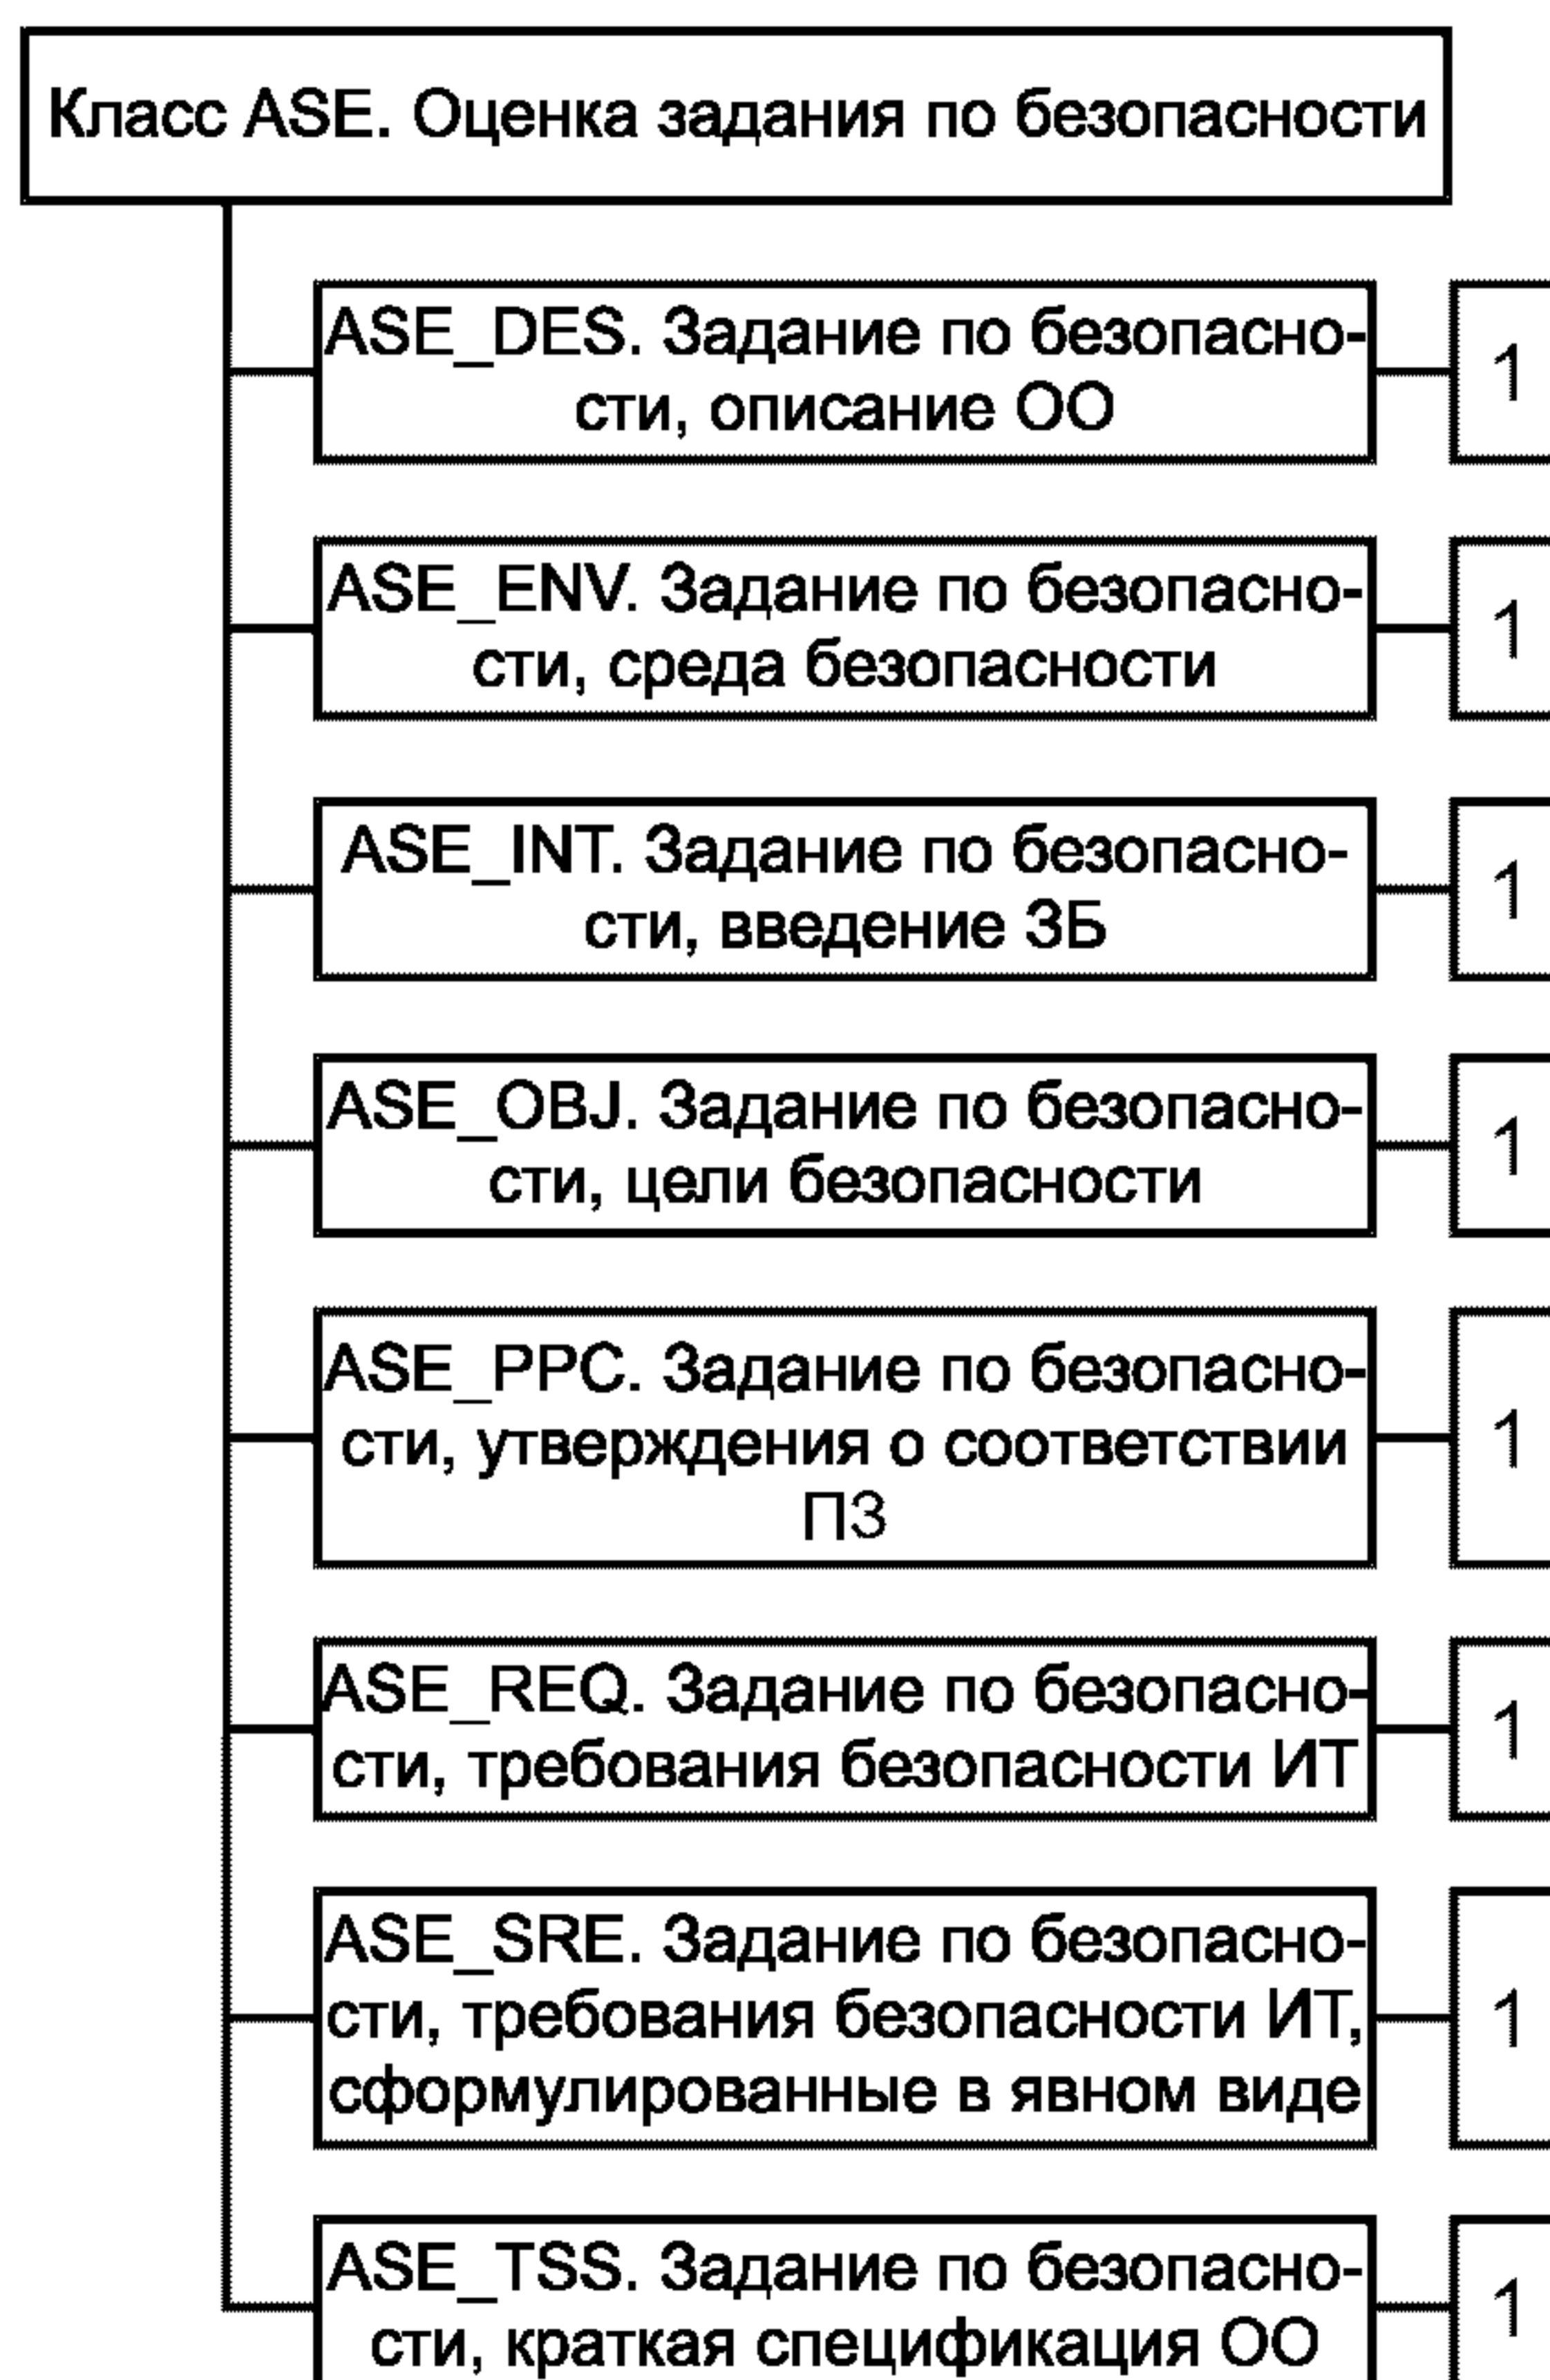 Класс ASE. Оценка задания по безопасности
ASE_DES. Задание по безопасно-
сти, описание ОО
1
ASE_ENV. Задание по безопасно-
сти, среда безопасности
1
ASE_INT. Задание по безопасно-
сти, введение ЗБ
1
ASE_OBJ. Задание по безопасно-
сти, цели безопасности
1
ASE_PPC. Задание по безопасно-
сти, утверждения о соответствии
ПЗ
1
ASE_REQ. Задание по безопасно-
сти, требования безопасности ИТ
1
ASE_SRE. Задание по безопасно-
сти, требования безопасности ИТ,
сформулированные в явном виде
1
ASE_TSS. Задание по безопасно-
сти, краткая спецификация ОО
1